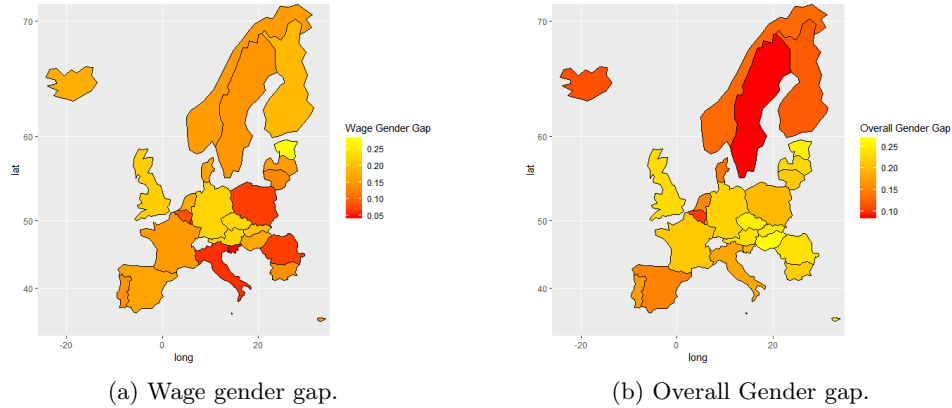 70
60
50
40
lat
-20
0
20
long
Wage Gender Gap
0.25
0.20
0.15
0.10
0.05
(a) Wage gender gap.
70
60
50
40
lat
-20
0
20
long
Overall Gender Gap
0.25
0.20
0.15
0.10
(b) Overall Gender gap.